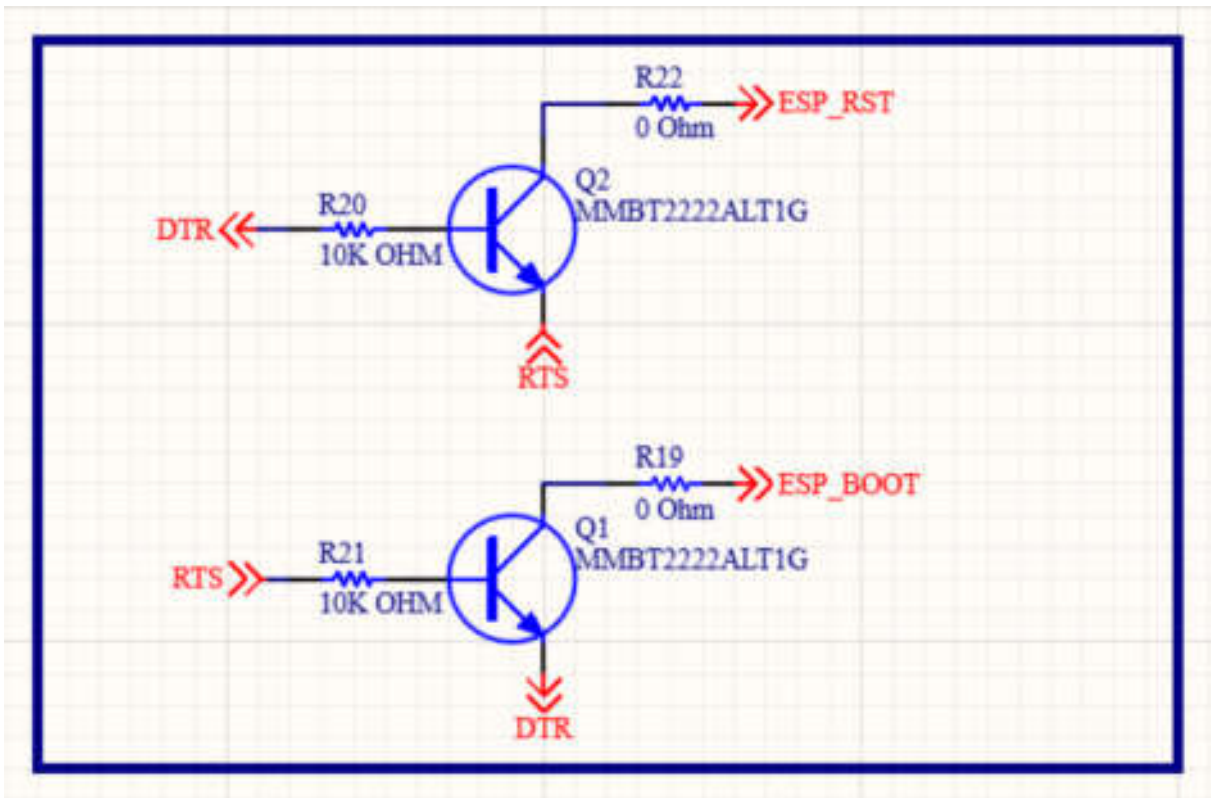 R22
ESP_RST
0 Ohm
Q2
MMBT2222ALT1G
R20
DTR
10K OHM
RTS
R19
ESP_BOOT
0 Ohm
Q1
MMBT2222ALT1G
R21
RTS
10K OHM
DTR